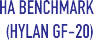 HA BENCHMARK
(HYLAN GF-20)